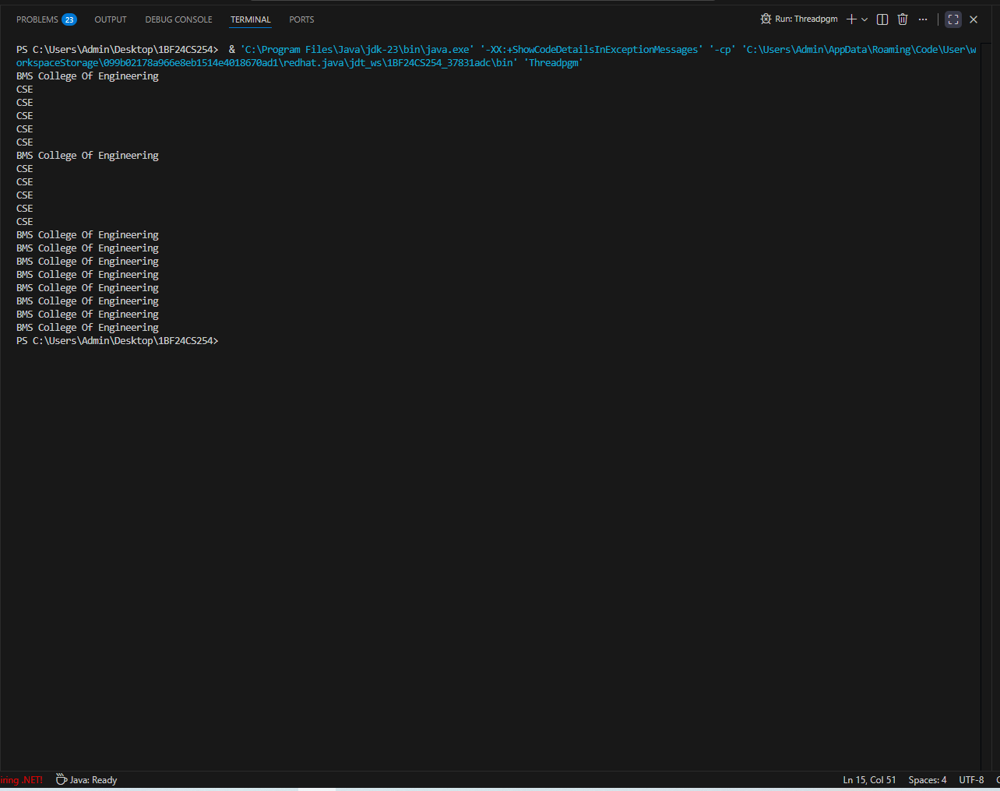 PROBLEMS 23 OUTPUT DEBUG CONSOLE TERMINAL PORTS Run: Threadpgm
PS C:\Users\Admin\Desktop\1BF24CS254>  & 'C:\Program Files\Java\jdk-23\bin\java.exe' '-XX:+ShowCodeDetailsInExceptionMessages' '-cp' 'C:\Users\Admin\AppData\Roaming\Code\User\w
orkspaceStorage\099b02178a966e8eb1514e4018670ad1\redhat.java\jdt_ws\1BF24CS254_37831adc\bin' 'Threadpgm'
BMS College Of Engineering
CSE
CSE
CSE
CSE
CSE
BMS College Of Engineering
CSE
CSE
CSE
CSE
CSE
BMS College Of Engineering
BMS College Of Engineering
BMS College Of Engineering
BMS College Of Engineering
BMS College Of Engineering
BMS College Of Engineering
BMS College Of Engineering
BMS College Of Engineering
PS C:\Users\Admin\Desktop\1BF24CS254>
iring .NET! Java: Ready Ln 15, Col 51 Spaces: 4 UTF-8